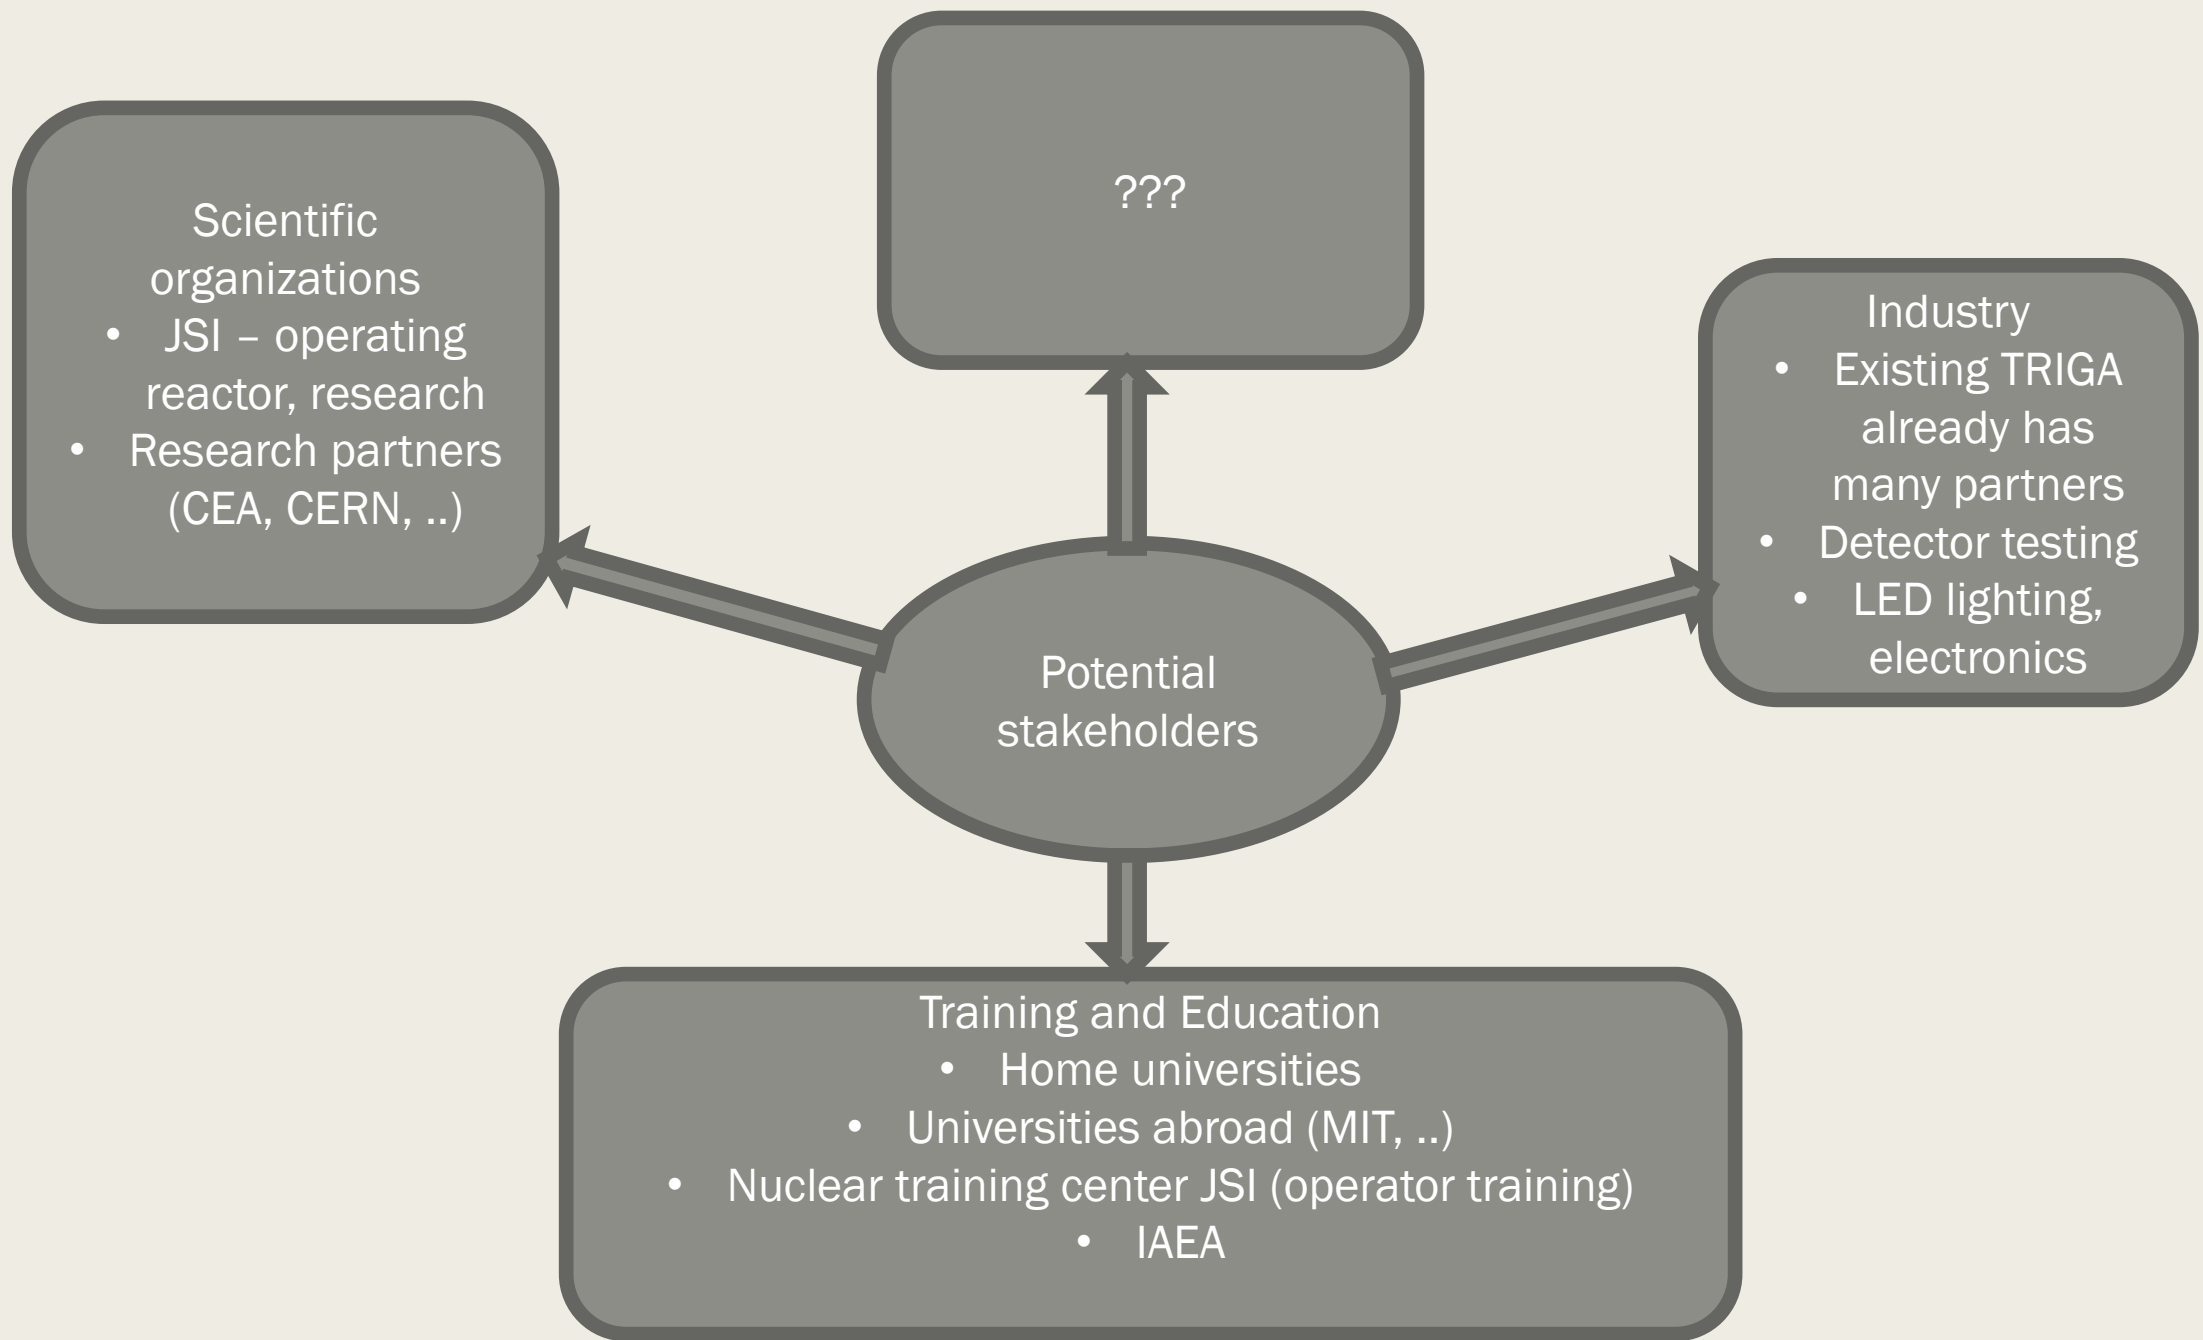 ???
Scientific
organizations
• JSI – operating
reactor, research
• Research partners
(CEA, CERN, ..)
Industry
• Existing TRIGA
already has
many partners
• Detector testing
• LED lighting,
electronics
Potential
stakeholders
Training and Education
• Home universities
• Universities abroad (MIT, ..)
• Nuclear training center JSI (operator training)
• IAEA